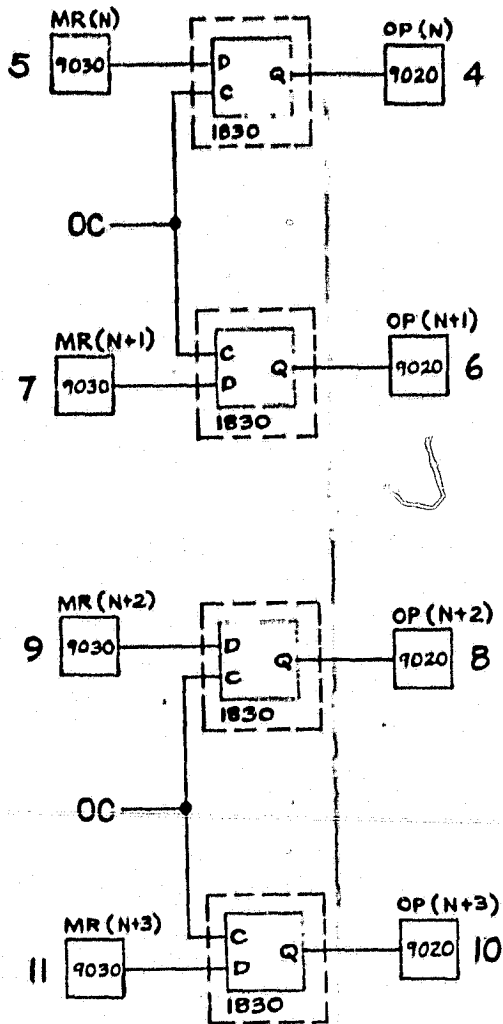 MR(N)
OP(N)
5 9030 D Q 9020 4
C
1830
OC
MR(N+1)
OP(N+1)
C
7 9030 D Q 9020 6
1830
MR(N+2)
OP(N+2)
9 9030 D Q 9020 8
C
1830
OC
MR(N+3)
OP(N+3)
C
11 9030 D Q 9020 10
1830